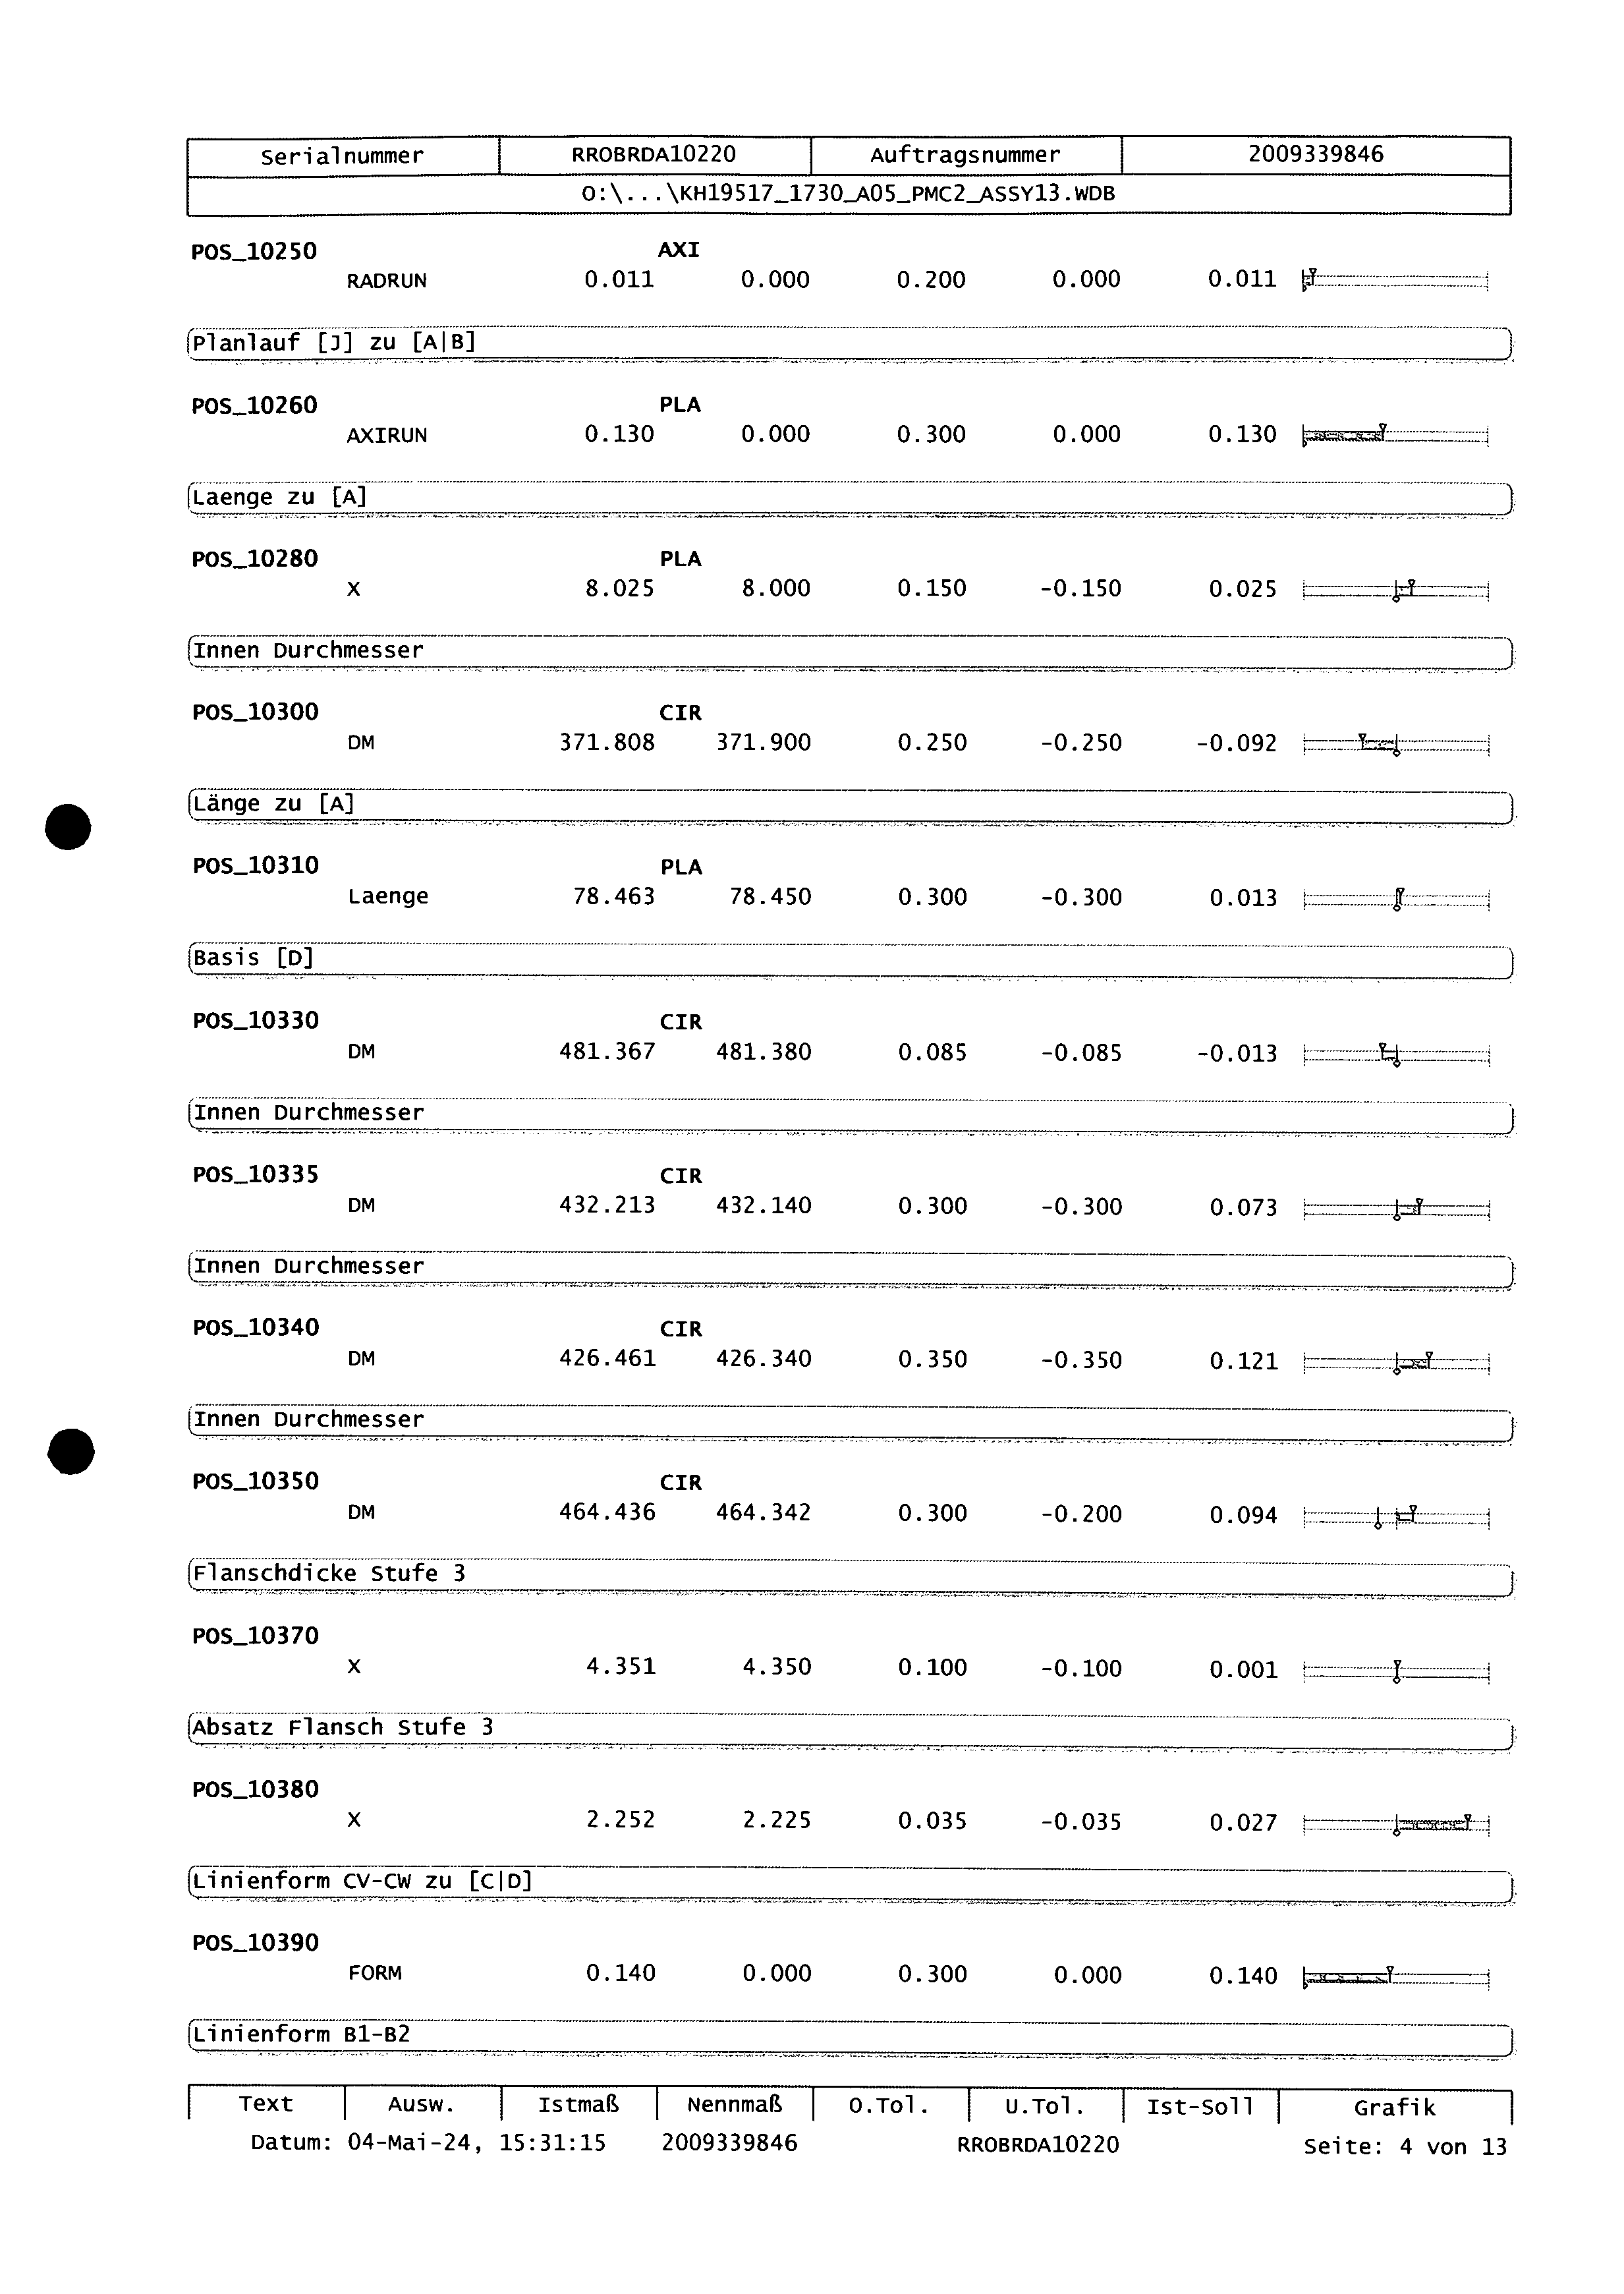 Serialnummer RROBRDA10220 Auftragsnummer 2009339846
O:\...\KH19517_1730_A05_PMC2_ASSY13.WDB
POS_10250 AXI
RADRUN 0.011 0.000 0.200 0.000 0.011
Planlauf [J] zu [A|B]
POS_10260 PLA
AXIRUN 0.130 0.000 0.300 0.000 0.130
Laenge zu [A]
POS_10280 PLA
X 8.025 8.000 0.150 -0.150 0.025
Innen Durchmesser
POS_10300 CIR
DM 371.808 371.900 0.250 -0.250 -0.092
Länge zu [A]
POS_10310 PLA
Laenge 78.463 78.450 0.300 -0.300 0.013
Basis [D]
POS_10330 CIR
DM 481.367 481.380 0.085 -0.085 -0.013
Innen Durchmesser
POS_10335 CIR
DM 432.213 432.140 0.300 -0.300 0.073
Innen Durchmesser
POS_10340 CIR
DM 426.461 426.340 0.350 -0.350 0.121
Innen Durchmesser
POS_10350 CIR
DM 464.436 464.342 0.300 -0.200 0.094
Flanschdicke Stufe 3
POS_10370
X 4.351 4.350 0.100 -0.100 0.001
Absatz Flansch Stufe 3
POS_10380
X 2.252 2.225 0.035 -0.035 0.027
Linienform CV-CW zu [C|D]
POS_10390
FORM 0.140 0.000 0.300 0.000 0.140
Linienform B1-B2
Text Ausw. Istmaß Nennmaß O.Tol. U.Tol. Ist-Soll Grafik
Datum: 04-Mai-24, 15:31:15 2009339846 RROBRDA10220 Seite: 4 von 13